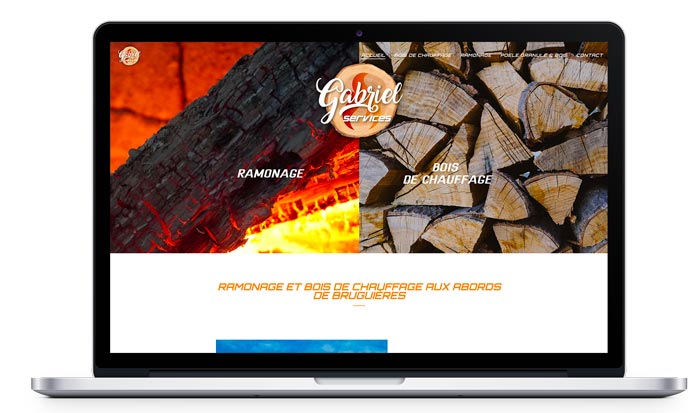 ACCUEIL BOIS DE CHAUFFAGE RAMONAGE POELE GRANULE & BOIS CONTACT
Gabriel
services
RAMONAGE
BOIS
DE CHAUFFAGE
RAMONAGE ET BOIS DE CHAUFFAGE AUX ABORDS
DE BRUGUIÈRES